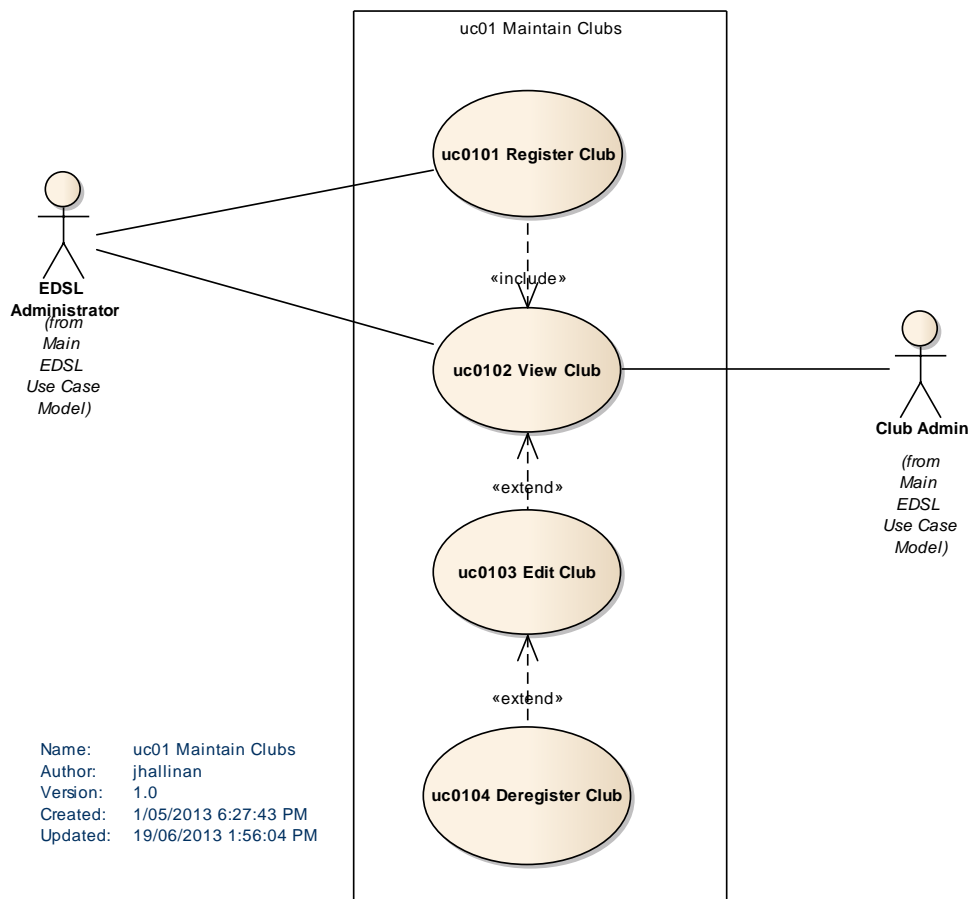 uc01 Maintain Clubs
uc0101 Register Club
EDSL
Administrator
(from
Main
EDSL
Use Case
Model)
«include»
uc0102 View Club
Club Admin
(from
Main
EDSL
Use Case
Model)
«extend»
uc0103 Edit Club
«extend»
uc0104 Deregister Club
Name: uc01 Maintain Clubs
Author: jhallinan
Version: 1.0
Created: 1/05/2013 6:27:43 PM
Updated: 19/06/2013 1:56:04 PM